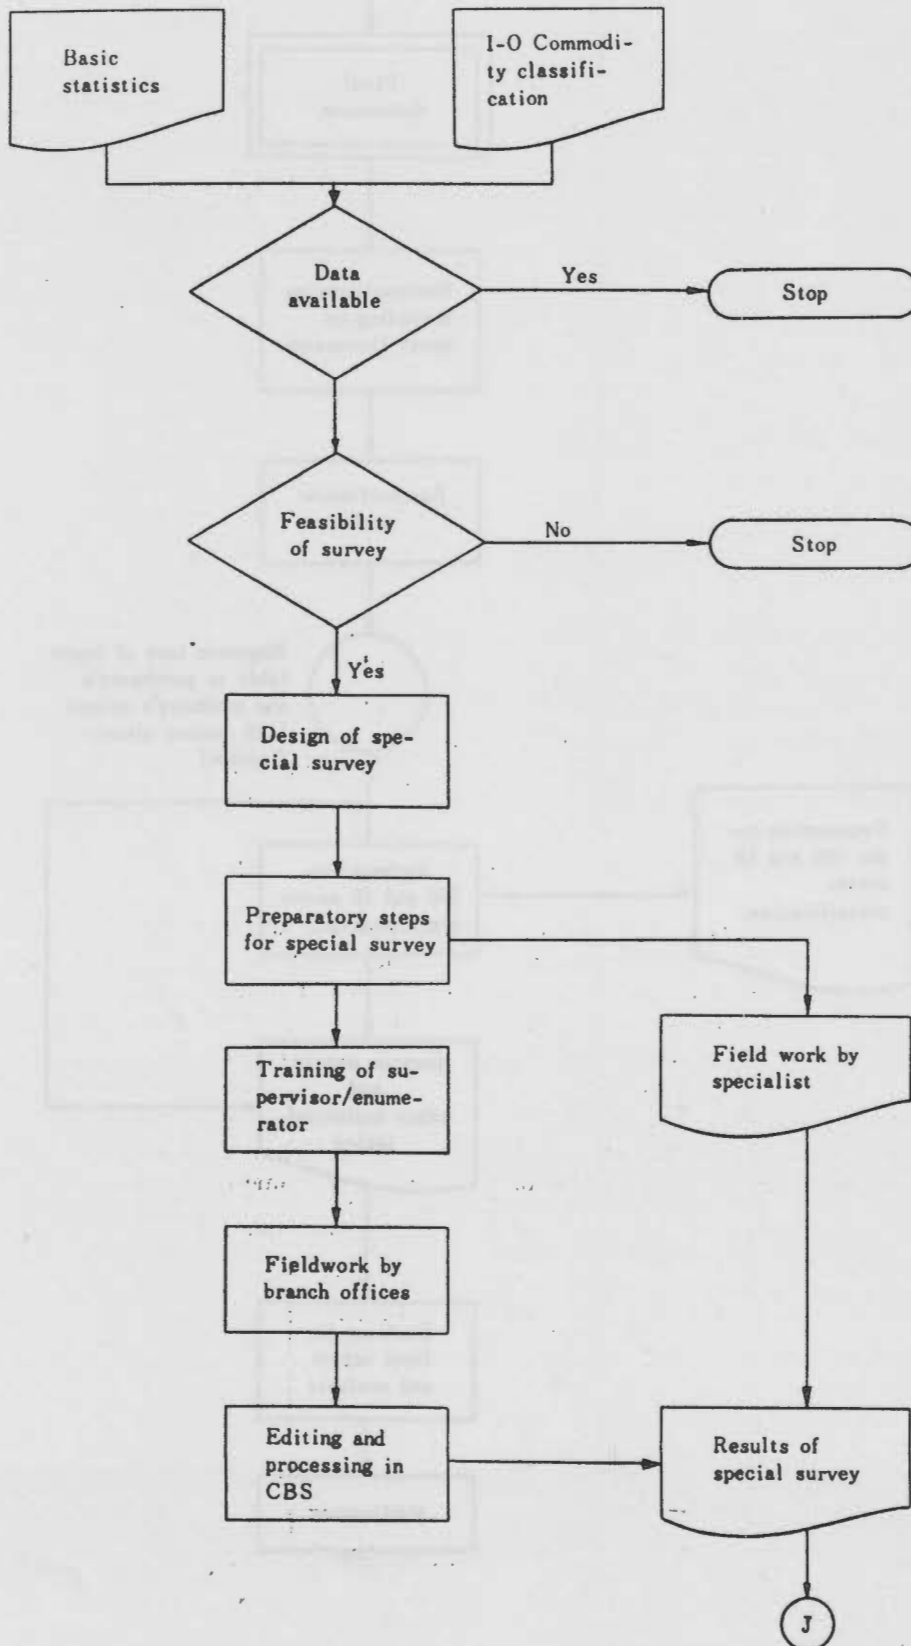 Basic
statistics
I-O Commodi-
ty classifi-
cation
Data
available
Yes
Stop
Feasibility
of survey
No
Stop
Yes
Design of spe-
cial survey
Preparatory steps
for special survey
Training of su-
pervisor/enume-
rator
Field work by
specialist
Fieldwork by
branch offices
Editing and
processing in
CBS
Results of
special survey
J